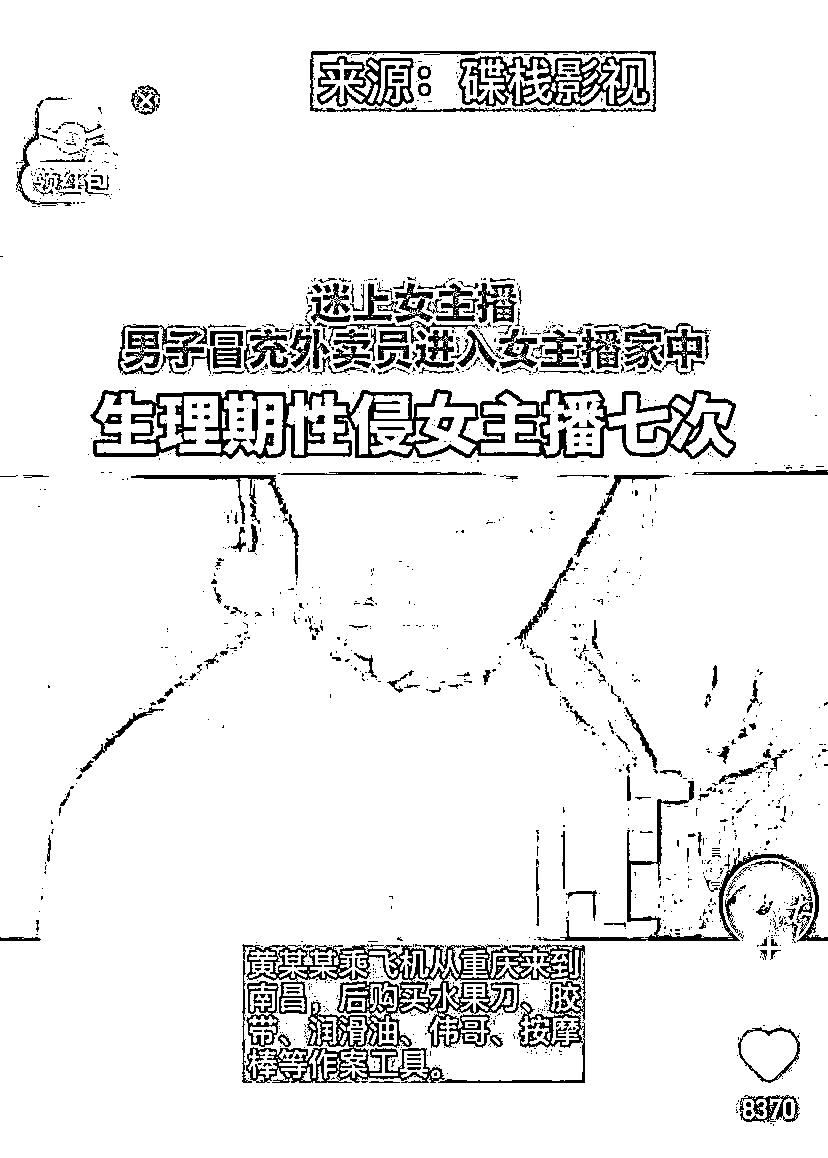 来源：碟栈影视
领红包
迷上女主播
男子冒充外卖员进入女主播家中
生理期性侵女主播七次
黄某某乘飞机从重庆来到
南昌，后购买水果刀、胶
带、润滑油、伟哥、按摩
棒等作案工具。
8370